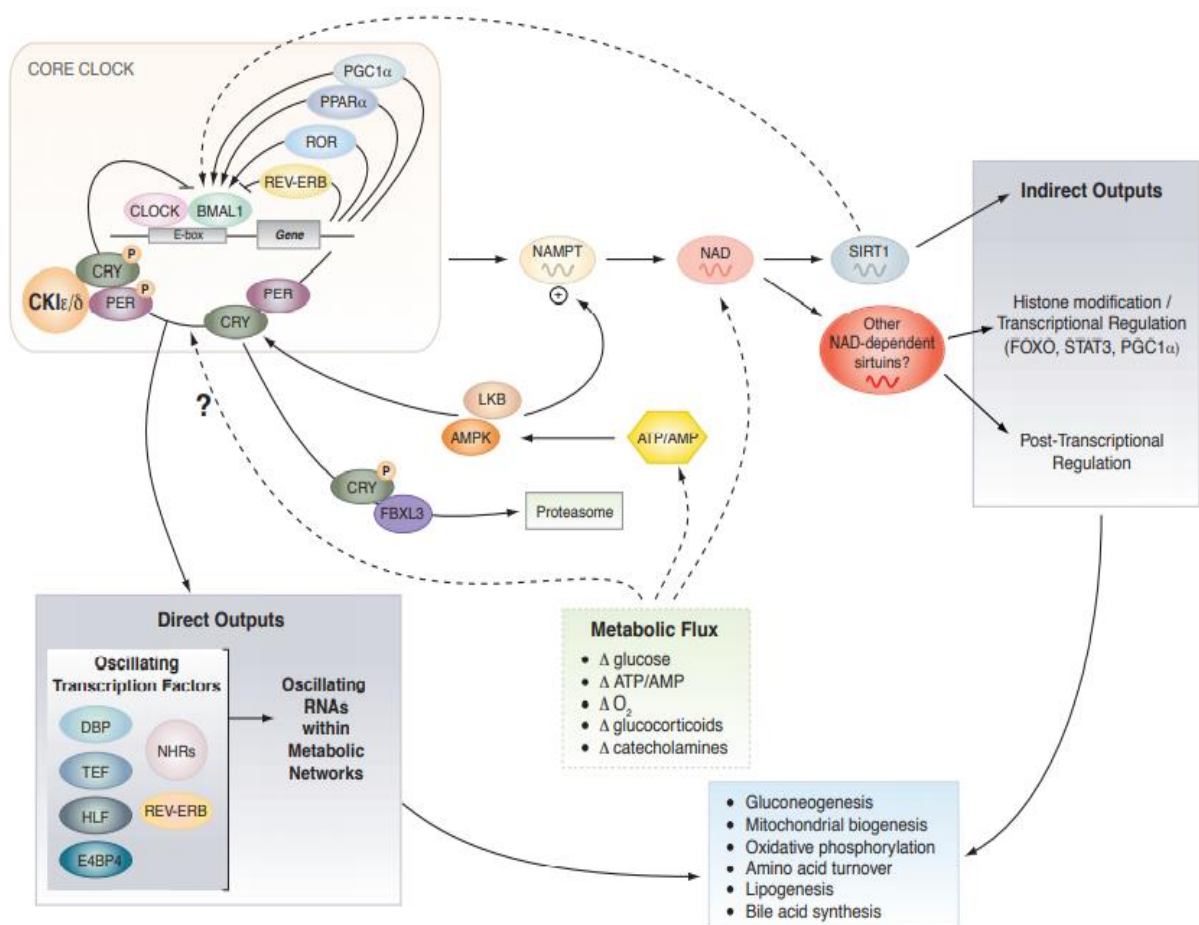 CORE CLOCK
PGC1α
PPARα
ROR
REV-ERB
CLOCK
BMAL1
E-box
Gene
P
CRY
P
CKIε/δ
PER
PER
CRY
NAMPT
+
NAD
SIRT1
Other
NAD-dependent
sirtuins?
Indirect Outputs
Histone modification /
Transcriptional Regulation
(FOXO, STAT3, PGC1α)
Post-Transcriptional
Regulation
?
LKB
AMPK
ATP/AMP
P
CRY
FBXL3
Proteasome
Direct Outputs
Oscillating
Transcription Factors
DBP
NHRs
TEF
HLF
REV-ERB
E4BP4
Oscillating
RNAs
within
Metabolic
Networks
Metabolic Flux
• Δ glucose
• Δ ATP/AMP
• Δ O₂
• Δ glucocorticoids
• Δ catecholamines
• Gluconeogenesis
• Mitochondrial biogenesis
• Oxidative phosphorylation
• Amino acid turnover
• Lipogenesis
• Bile acid synthesis